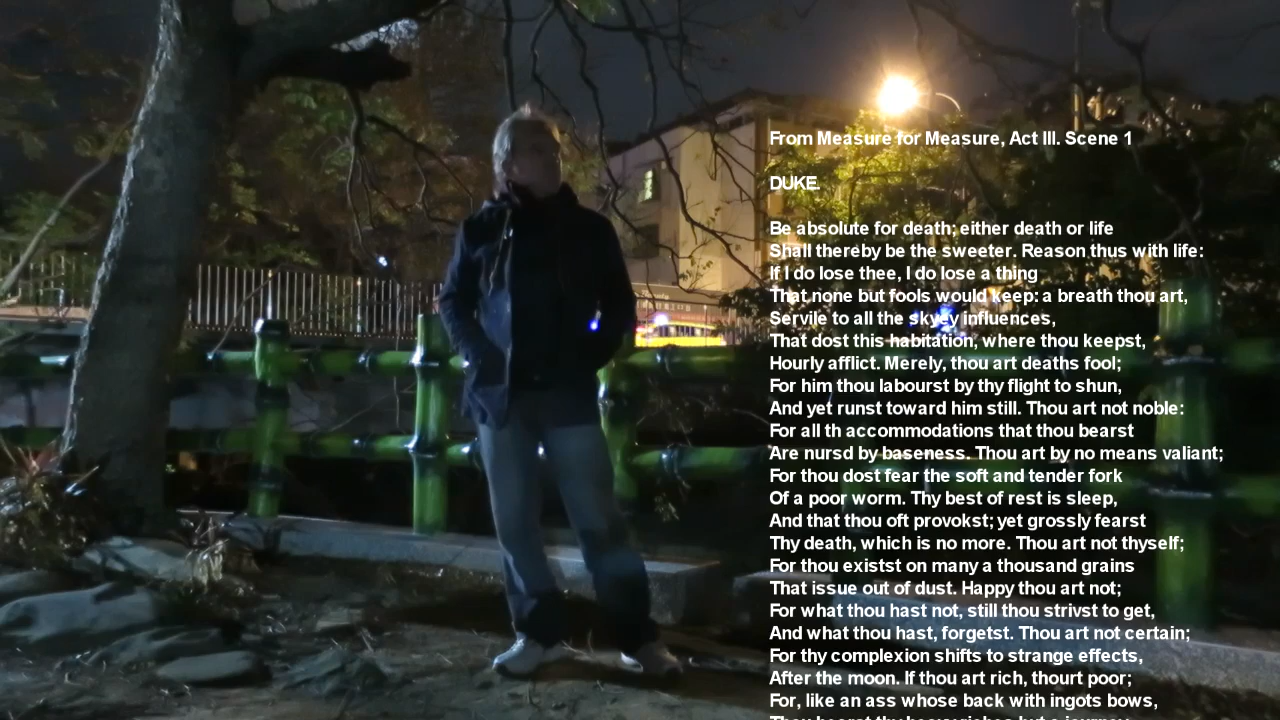 From Measure for Measure, Act III. Scene 1
DUKE.
Be absolute for death; either death or life
Shall thereby be the sweeter. Reason thus with life:
If I do lose thee, I do lose a thing
That none but fools would keep: a breath thou art,
Servile to all the skyey influences,
That dost this habitation, where thou keepst,
Hourly afflict. Merely, thou art deaths fool;
For him thou labourst by thy flight to shun,
And yet runst toward him still. Thou art not noble:
For all th accommodations that thou bearst
'Are nursd by baseness. Thou art by no means valiant;
For thou dost fear the soft and tender fork
Of a poor worm. Thy best of rest is sleep,
And that thou oft provokst; yet grossly fearst
Thy death, which is no more. Thou art not thyself;
For thou existst on many a thousand grains
That issue out of dust. Happy thou art not;
For what thou hast not, still thou strivst to get,
And what thou hast, forgetst. Thou art not certain;
For thy complexion shifts to strange effects,
After the moon. If thou art rich, thourt poor;
For, like an ass whose back with ingots bows,